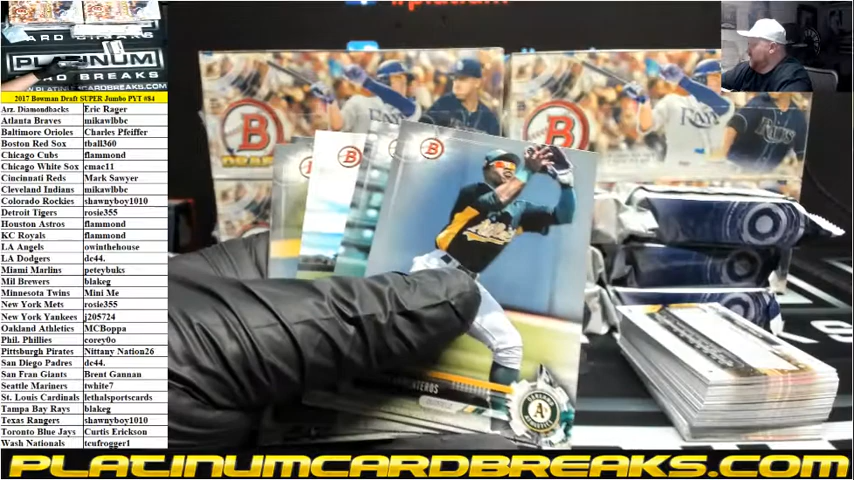 PLATINUM
CARD BREAKS
2017 Bowman Draft SUPER Jumbo PYT #84
Arz. Diamondbacks Eric Rager
Atlanta Braves mikawlbbc
Baltimore Orioles Charles Pfeiffer
Boston Red Sox tball360
Chicago Cubs flammond
Chicago White Sox cmac11
Cincinnati Reds Mark Sawyer
Cleveland Indians mikawlbbc
Colorado Rockies shawnyboy1010
Detroit Tigers rosie355
Houston Astros flammond
KC Royals flammond
LA Angels owinthehouse
LA Dodgers dc44.
Miami Marlins peteybuks
Mil Brewers blakeg
Minnesota Twins Mini Me
New York Mets rosie355
New York Yankees j205724
Oakland Athletics MCBoppa
Phil. Phillies corey0o
Pittsburgh Pirates Nittany Nation26
San Diego Padres dc44.
San Fran Giants Brent Gannan
Seattle Mariners twhite7
St. Louis Cardinals lethalsportscards
Tampa Bay Rays blakeg
Texas Rangers shawnyboy1010
Toronto Blue Jays Curtis Erickson
Wash Nationals tcufrogger1
B
B
B
B
DRAFT
RAYS
A
PLATINUMCARDBREAKS.COM